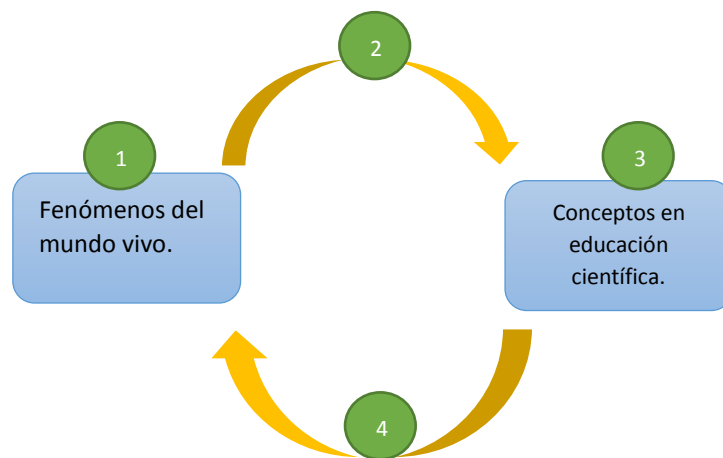 2
1
3
Fenómenos del
mundo vivo.
Conceptos en
educación
científica.
4